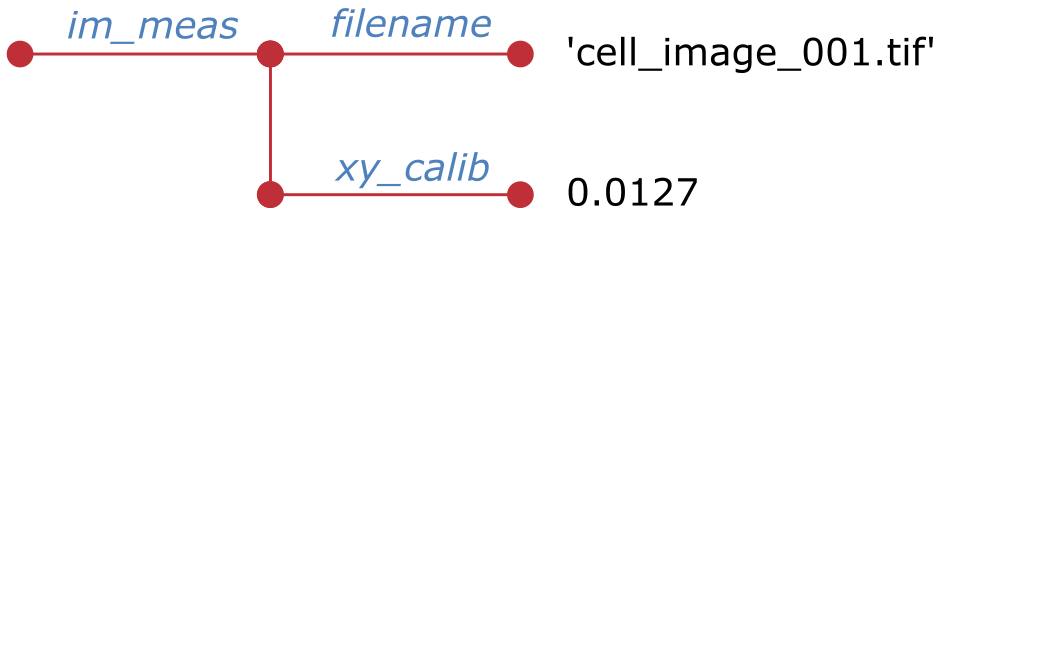 im_meas
filename
'cell_image_001.tif'
xy_calib
0.0127